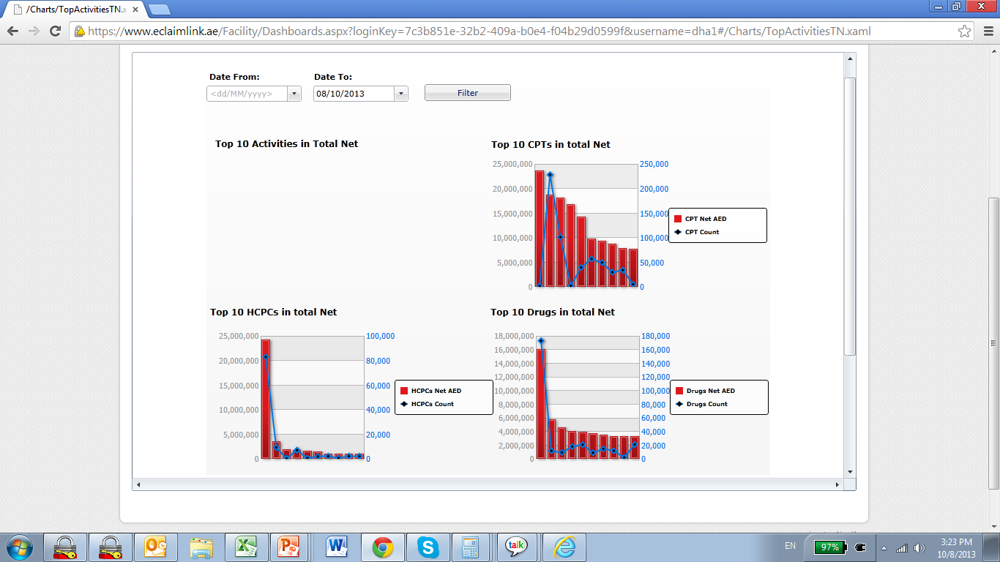 /Charts/TopActivitiesTN.x
https://www.eclaimlink.ae/Facility/Dashboards.aspx?loginKey=7c3b851e-32b2-409a-b0e4-f04b29d0599f&username=dha1#/Charts/TopActivitiesTN.xaml
Date From: Date To:
<dd/MM/yyyy> 08/10/2013 Filter
Top 10 Activities in Total Net
Top 10 CPTs in total Net
25,000,000 250,000
20,000,000 200,000
15,000,000 150,000
10,000,000 100,000
5,000,000 50,000
0 0
CPT Net AED
CPT Count
Top 10 HCPCs in total Net
25,000,000 100,000
20,000,000 80,000
15,000,000 60,000
10,000,000 40,000
5,000,000 20,000
0 0
HCPCs Net AED
HCPCs Count
Top 10 Drugs in total Net
18,000,000 180,000
16,000,000 160,000
14,000,000 140,000
12,000,000 120,000
10,000,000 100,000
8,000,000 80,000
6,000,000 60,000
4,000,000 40,000
2,000,000 20,000
0 0
Drugs Net AED
Drugs Count
talk
EN 97% 3:23 PM
10/8/2013